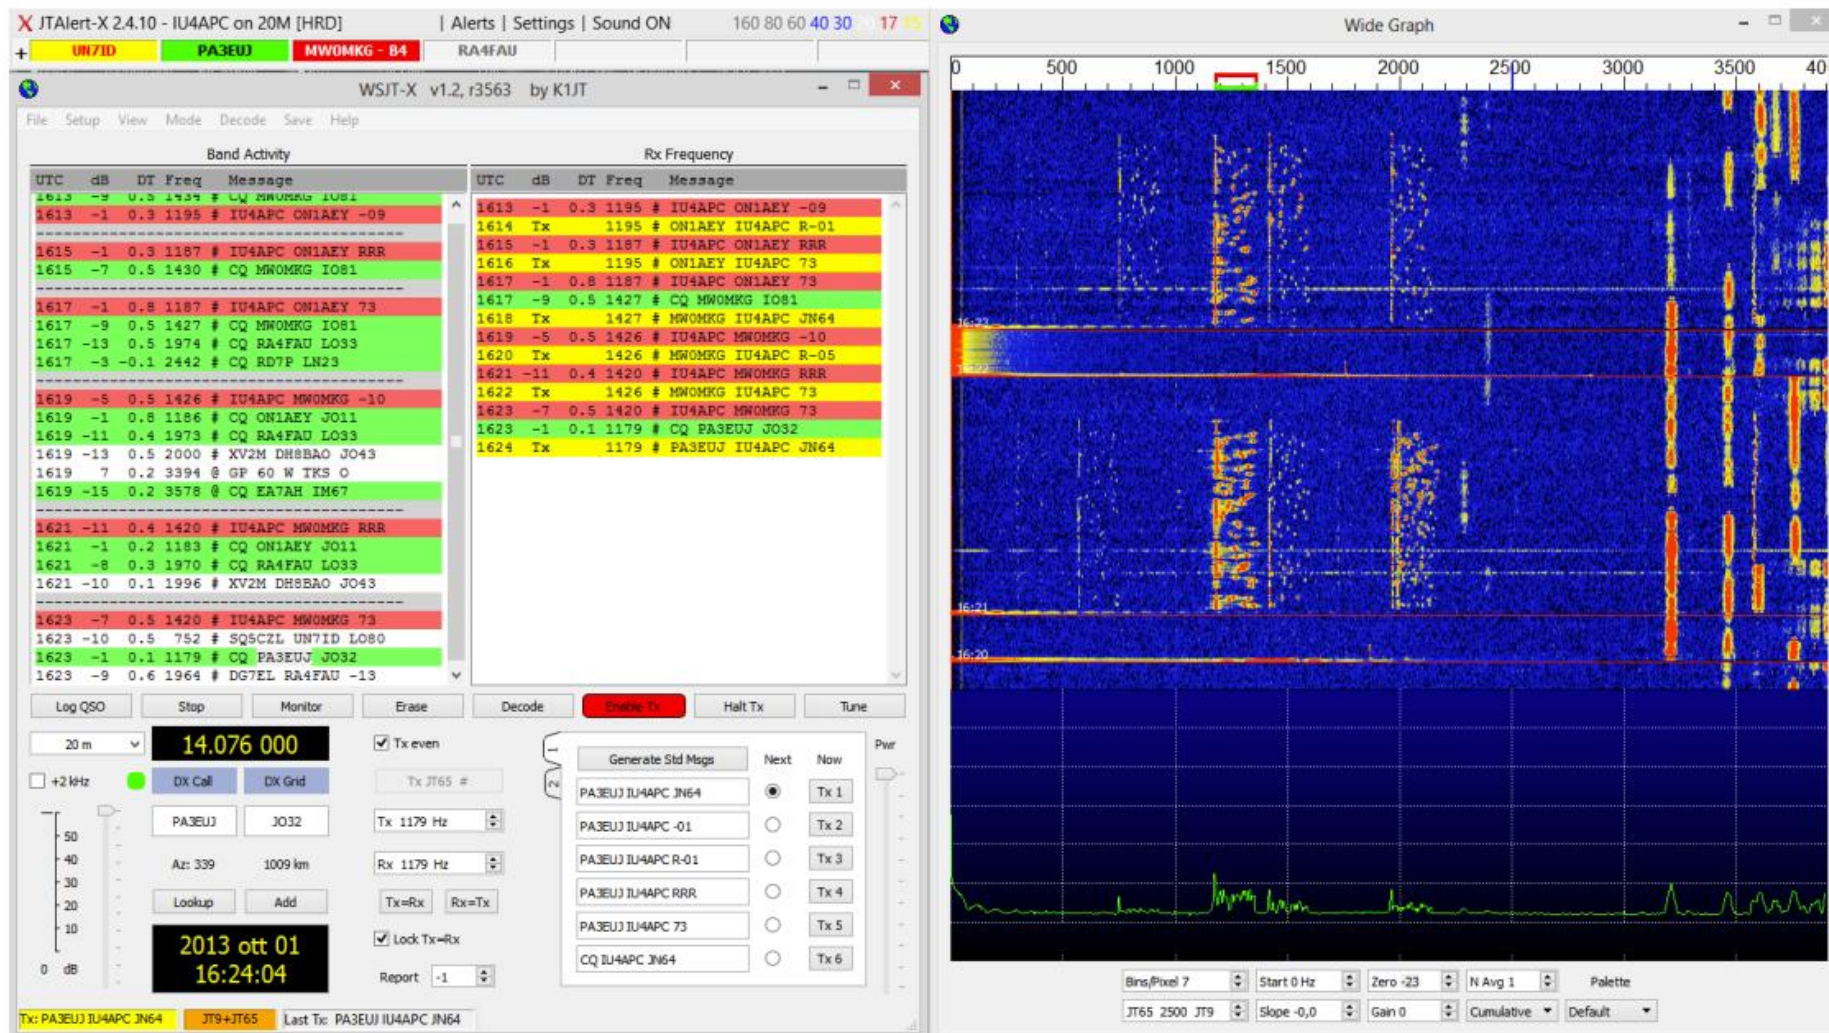 JTAlert-X 2.4.10 - IU4APC on 20M [HRD] | Alerts | Settings | Sound ON 160 80 60 40 30 20 17 15
+ UN7ID PA3EUJ MW0MKG - B4 RA4FAU
WSJT-X v1.2, r3563 by K1JT
File Setup View Mode Decode Save Help
Band Activity
UTC dB DT Freq Message
1613 -9 0.5 1434 # CQ MW0MKG IO81
1613 -1 0.3 1195 # IU4APC ON1AEY -09
1615 -1 0.3 1187 # IU4APC ON1AEY RRR
1615 -7 0.5 1430 # CQ MW0MKG IO81
1617 -1 0.8 1187 # IU4APC ON1AEY 73
1617 -9 0.5 1427 # CQ MW0MKG IO81
1617 -13 0.5 1974 # CQ RA4FAU LO33
1617 -3 -0.1 2442 # CQ RD7P LN23
1619 -5 0.5 1426 # IU4APC MW0MKG -10
1619 -1 0.8 1186 # CQ ON1AEY JO11
1619 -11 0.4 1973 # CQ RA4FAU LO33
1619 -13 0.5 2000 # XV2M DH8BAO JO43
1619 7 0.2 3394 @ GP 60 W TKS O
1619 -15 0.2 3578 @ CQ EA7AH IM67
1621 -11 0.4 1420 # IU4APC MW0MKG RRR
1621 -1 0.2 1183 # CQ ON1AEY JO11
1621 -8 0.3 1970 # CQ RA4FAU LO33
1621 -10 0.1 1996 # XV2M DH8BAO JO43
1623 -7 0.5 1420 # IU4APC MW0MKG 73
1623 -10 0.5 752 # SQ5CZL UN7ID LO80
1623 -1 0.1 1179 # CQ PA3EUJ JO32
1623 -9 0.6 1964 # DG7EL RA4FAU -13
Rx Frequency
UTC dB DT Freq Message
1613 -1 0.3 1195 # IU4APC ON1AEY -09
1614 Tx 1195 # ON1AEY IU4APC R-01
1615 -1 0.3 1187 # IU4APC ON1AEY RRR
1616 Tx 1195 # ON1AEY IU4APC 73
1617 -1 0.8 1187 # IU4APC ON1AEY 73
1617 -9 0.5 1427 # CQ MW0MKG IO81
1618 Tx 1427 # MW0MKG IU4APC JN64
1619 -5 0.5 1426 # IU4APC MW0MKG -10
1620 Tx 1426 # MW0MKG IU4APC R-05
1621 -11 0.4 1420 # IU4APC MW0MKG RRR
1622 Tx 1426 # MW0MKG IU4APC 73
1623 -7 0.5 1420 # IU4APC MW0MKG 73
1623 -1 0.1 1179 # CQ PA3EUJ JO32
1624 Tx 1179 # PA3EUJ IU4APC JN64
Log QSO Stop Monitor Erase Decode Enable Tx Halt Tx Tune
20 m 14.076 000
+2 kHz DX Call DX Grid
PA3EUJ JO32
Az: 339 1009 km
Lookup Add
2013 ott 01
16:24:04
50
40
30
20
10
0 dB
Tx even
Tx JT65 #
Tx 1179 Hz
Rx 1179 Hz
Tx=Rx Rx=Tx
Lock Tx=Rx
Report -1
1
2
Generate Std Msgs Next Now
PA3EUJ IU4APC JN64 Tx 1
PA3EUJ IU4APC -01 Tx 2
PA3EUJ IU4APC R-01 Tx 3
PA3EUJ IU4APC RRR Tx 4
PA3EUJ IU4APC 73 Tx 5
CQ IU4APC JN64 Tx 6
Pwr
Tx: PA3EUJ IU4APC JN64 JT9+JT65 Last Tx: PA3EUJ IU4APC JN64
Wide Graph
0 500 1000 1500 2000 2500 3000 3500 40
16:21
16:20
Bins/Pixel 7 Start 0 Hz Zero -23 N Avg 1 Palette
JT65 2500 JT9 Slope -0,0 Gain 0 Cumulative Default